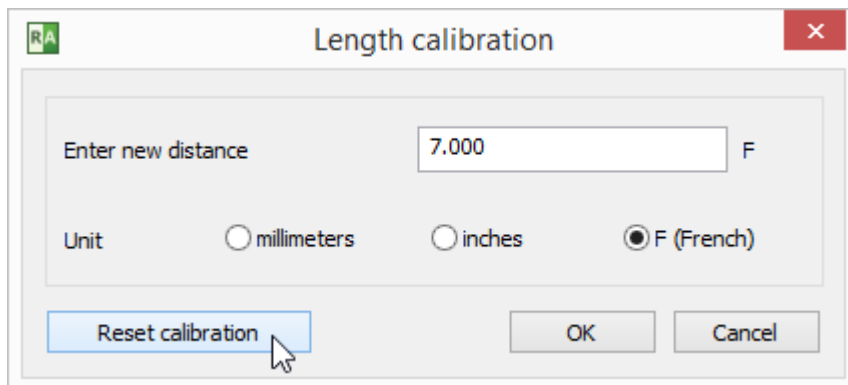 RA Length calibration
Enter new distance 7.000 F
Unit millimeters inches F (French)
Reset calibration OK Cancel